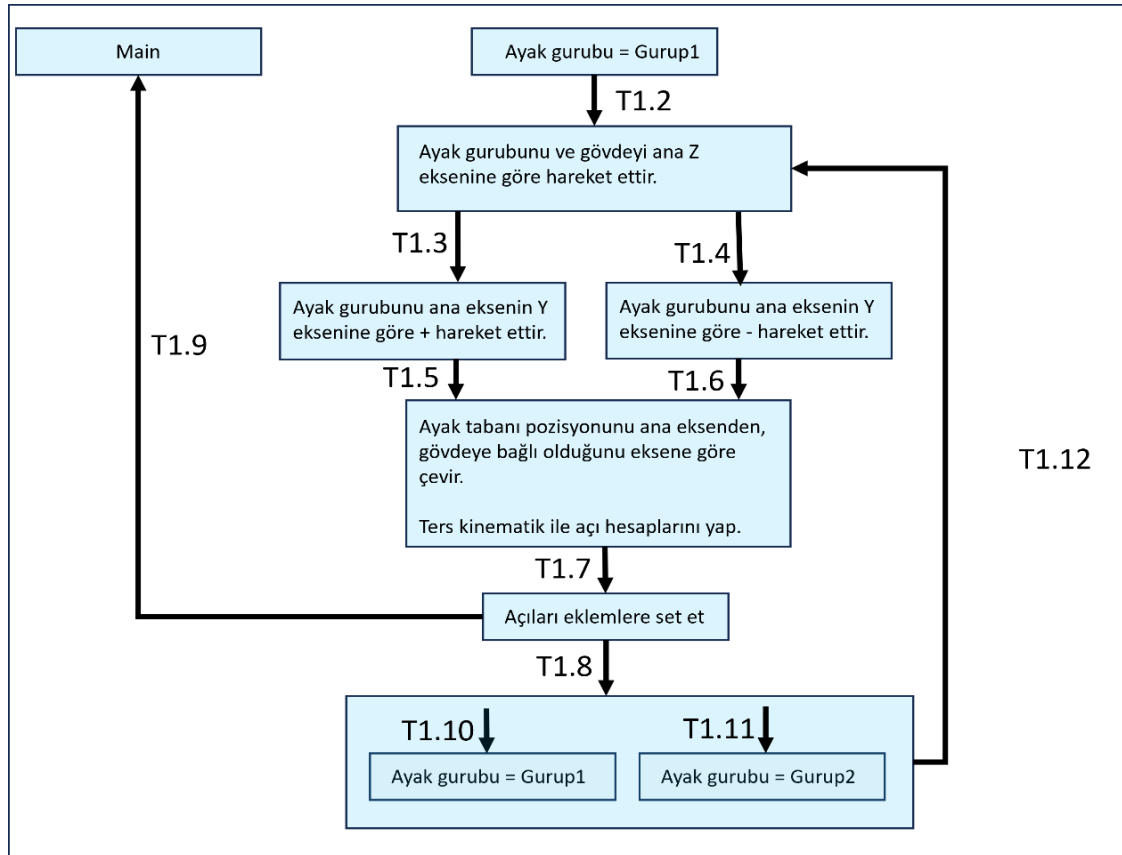 Main
Ayak gurubu = Gurup1
T1.2
Ayak gurubunu ve gövdeyi ana Z
eksenine göre hareket ettir.
T1.3
T1.4
Ayak gurubunu ana eksenin Y
eksenine göre + hareket ettir.
Ayak gurubunu ana eksenin Y
eksenine göre - hareket ettir.
T1.9
T1.5
T1.6
Ayak tabanı pozisyonunu ana eksenden,
gövdeye bağlı olduğunu eksene göre
çevir.
Ters kinematik ile açı hesaplarını yap.
T1.12
T1.7
Açıları eklemlere set et
T1.8
T1.10
T1.11
Ayak gurubu = Gurup1
Ayak gurubu = Gurup2